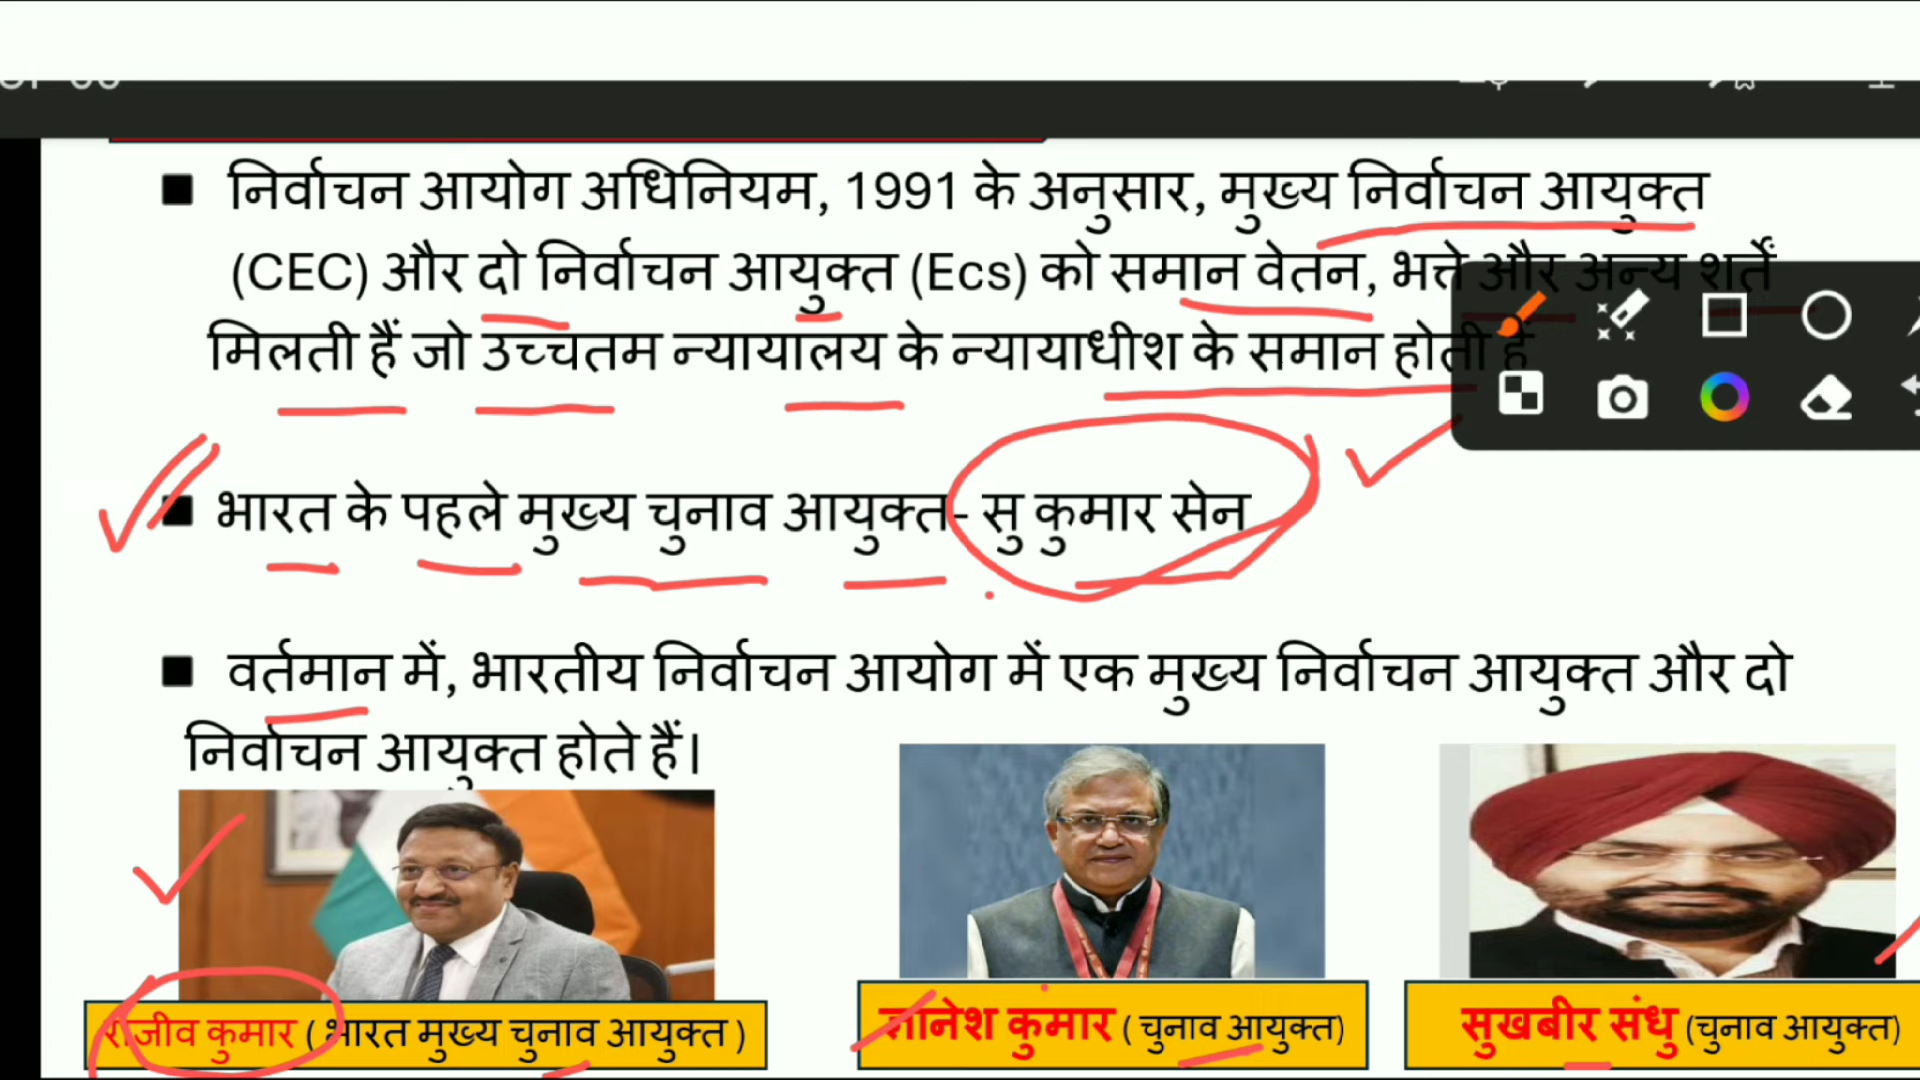 ■ निर्वाचन आयोग अधिनियम, 1991 के अनुसार, मुख्य निर्वाचन आयुक्त
(CEC) और दो निर्वाचन आयुक्त (Ecs) को समान वेतन, भत्ते और अन्य शर्तें
मिलती हैं जो उच्चतम न्यायालय के न्यायाधीश के समान होती हैं
■ भारत के पहले मुख्य चुनाव आयुक्त- सु कुमार सेन
■ वर्तमान में, भारतीय निर्वाचन आयोग में एक मुख्य निर्वाचन आयुक्त और दो
निर्वाचन आयुक्त होते हैं।
राजीव कुमार ( भारत मुख्य चुनाव आयुक्त )
ज्ञानेश कुमार ( चुनाव आयुक्त)
सुखबीर संधु (चुनाव आयुक्त)